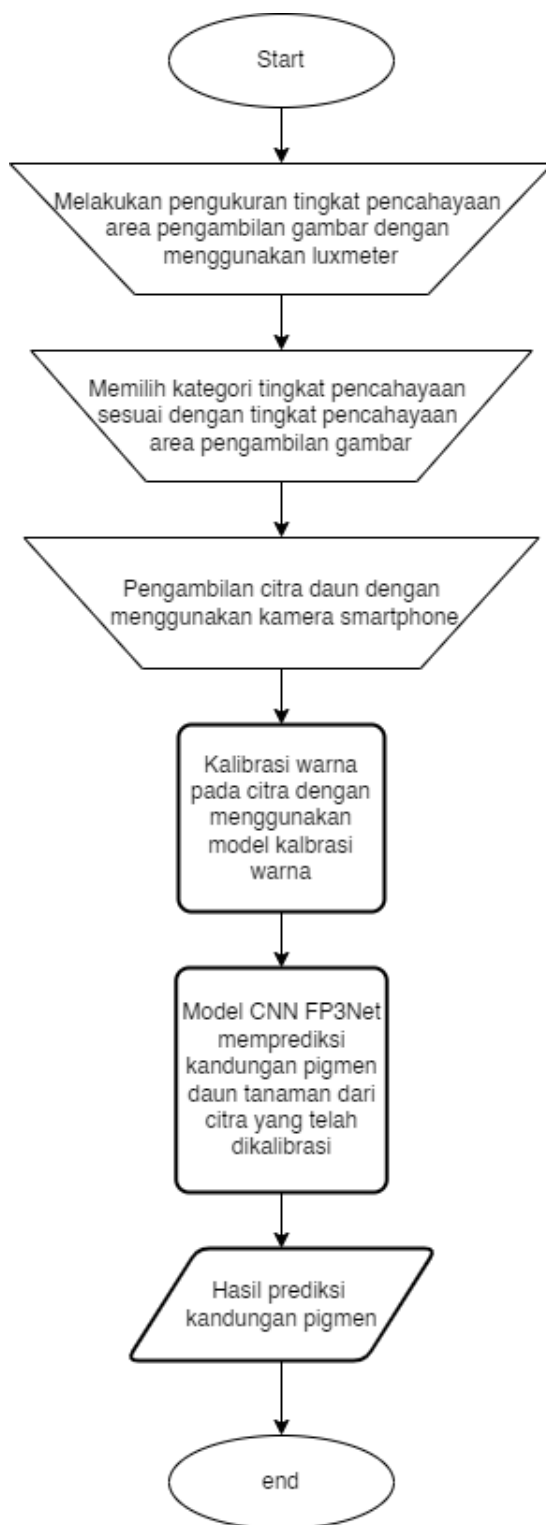 Start
Melakukan pengukuran tingkat pencahayaan
area pengambilan gambar dengan
menggunakan luxmeter
Memilih kategori tingkat pencahayaan
sesuai dengan tingkat pencahayaan
area pengambilan gambar
Pengambilan citra daun dengan
menggunakan kamera smartphone
Kalibrasi warna
pada citra dengan
menggunakan
model kalbrasi
warna
Model CNN FP3Net
memprediksi
kandungan pigmen
daun tanaman dari
citra yang telah
dikalibrasi
Hasil prediksi
kandungan pigmen
end